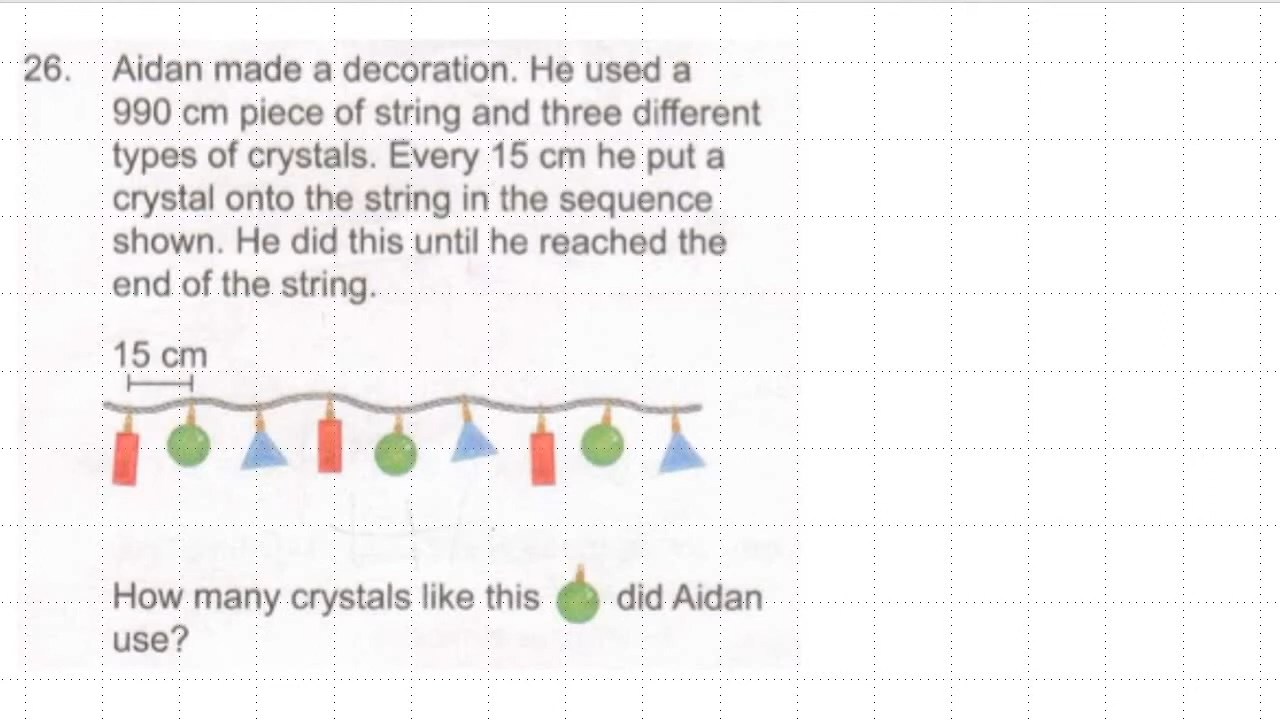 26. Aidan made a decoration. He used a
990 cm piece of string and three different
types of crystals. Every 15 cm he put a
crystal onto the string in the sequence
shown. He did this until he reached the
end of the string.
15 cm
How many crystals like this did Aidan
use?